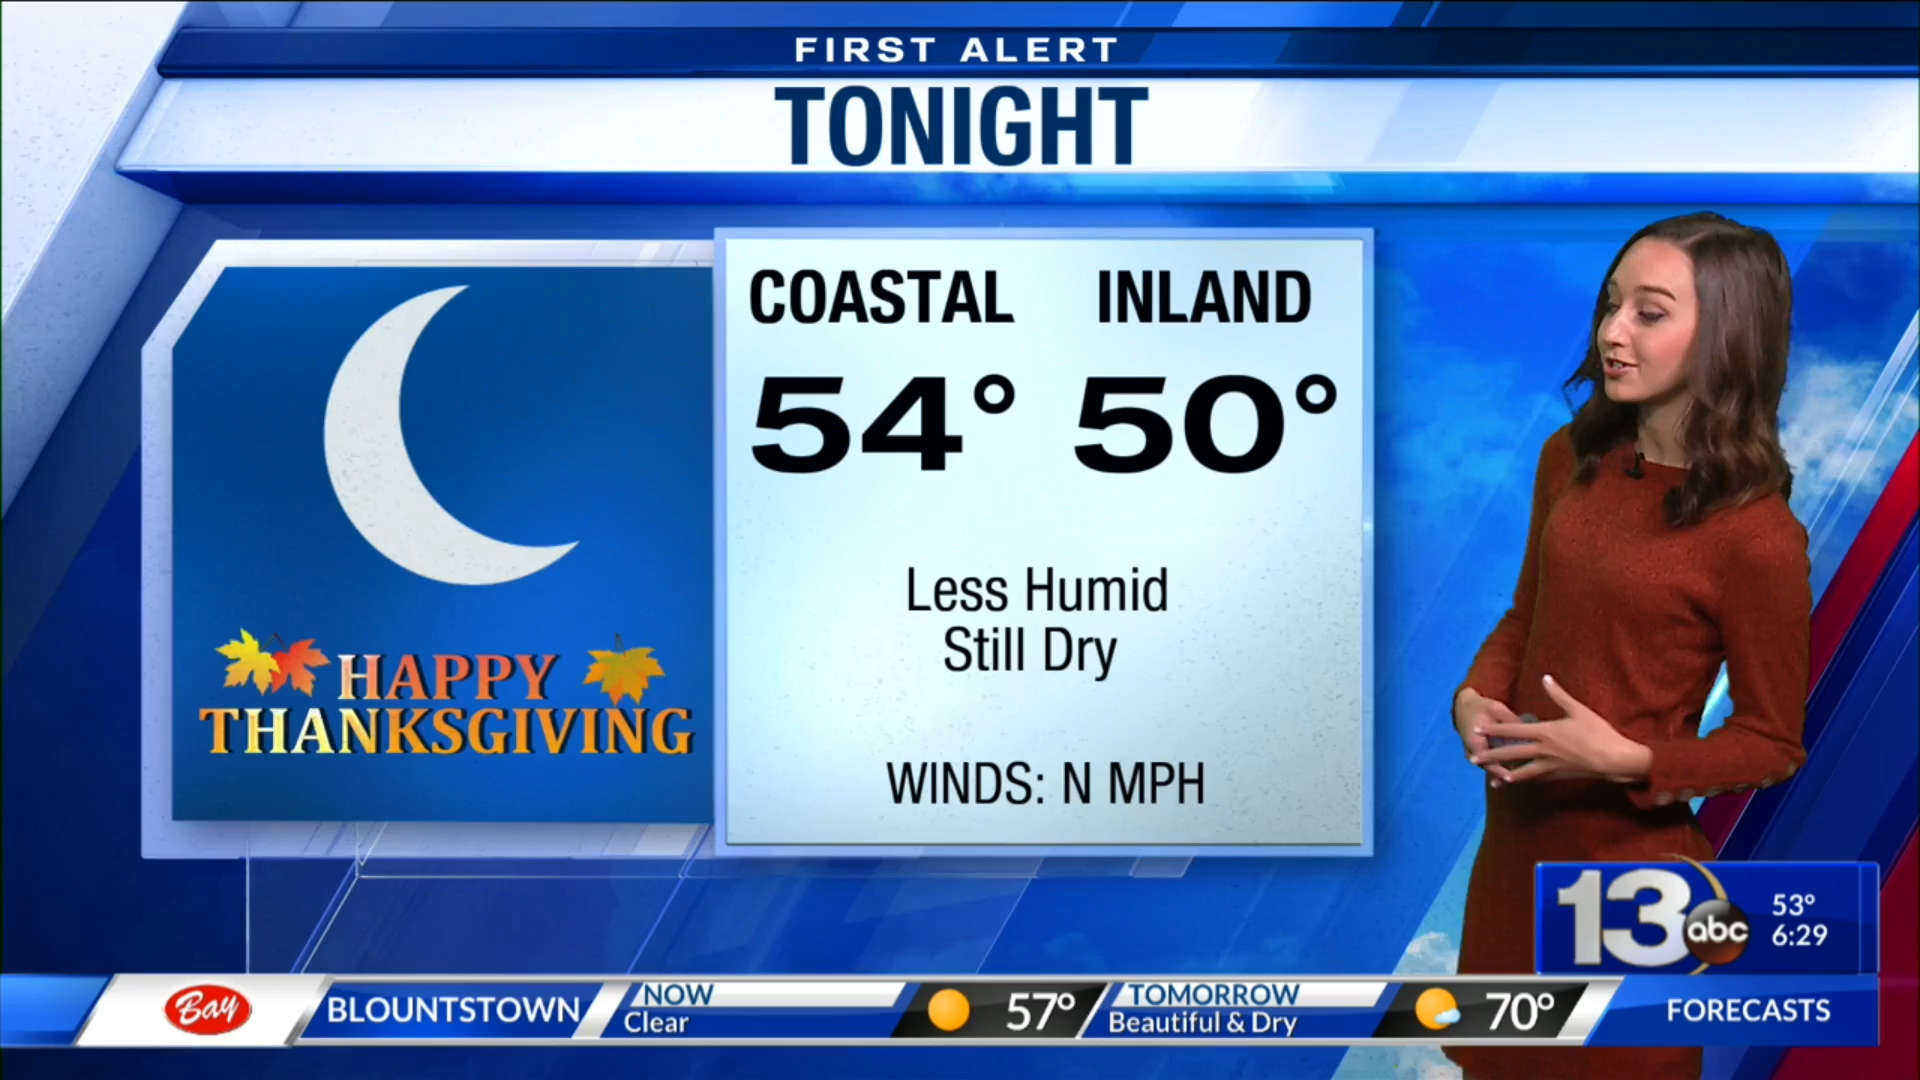 FIRST ALERT
TONIGHT
COASTAL INLAND
54° 50°
Less Humid
Still Dry
WINDS: N MPH
HAPPY
THANKSGIVING
13 abc
53°
6:29
Bay
BLOUNTSTOWN
NOW
Clear
57°
TOMORROW
Beautiful & Dry
70°
FORECASTS